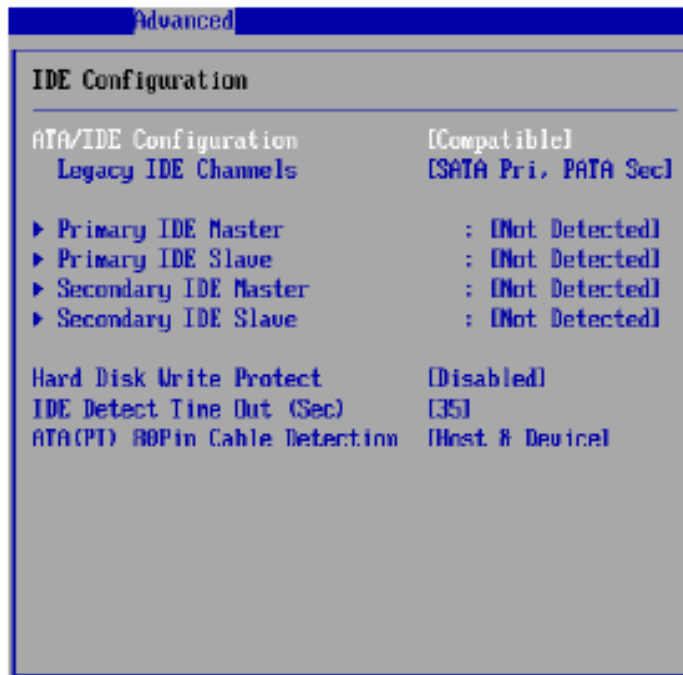 Advanced
IDE Configuration
ATA/IDE Configuration [Compatible]
Legacy IDE Channels [SATA Pri, PATA Sec]
Primary IDE Master : [Not Detected]
Primary IDE Slave : [Not Detected]
Secondary IDE Master : [Not Detected]
Secondary IDE Slave : [Not Detected]
Hard Disk Write Protect [Disabled]
IDE Detect Time Out (Sec) [35]
ATA(PI) 80Pin Cable Detection [Host & Device]